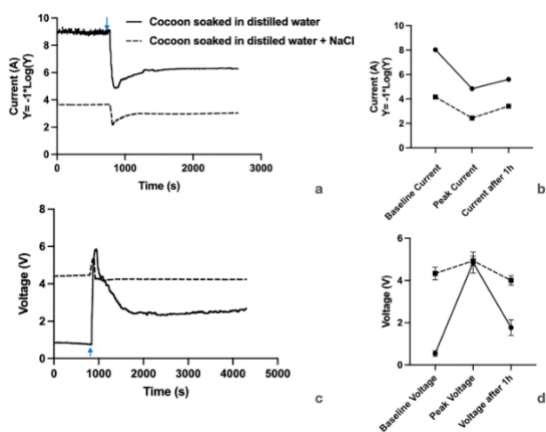 Cocoon soaked in distilled water
Cocoon soaked in distiled water + NaCl
Current (A)
Y= -1*Log(Y)
10
8
6
4
2
0
0
1000
2000
3000
Time (s)
a
Current (A)
Y= -1*Log(Y)
10
8
6
4
2
0
Baseline Current
Peak Current
Current after 1h
b
Voltage (V)
8
6
4
2
0
0
1000
2000
3000
4000
5000
Time (s)
c
Voltage (V)
6
4
2
0
Baseline Voltage
Peak Voltage
Voltage after 1h
d